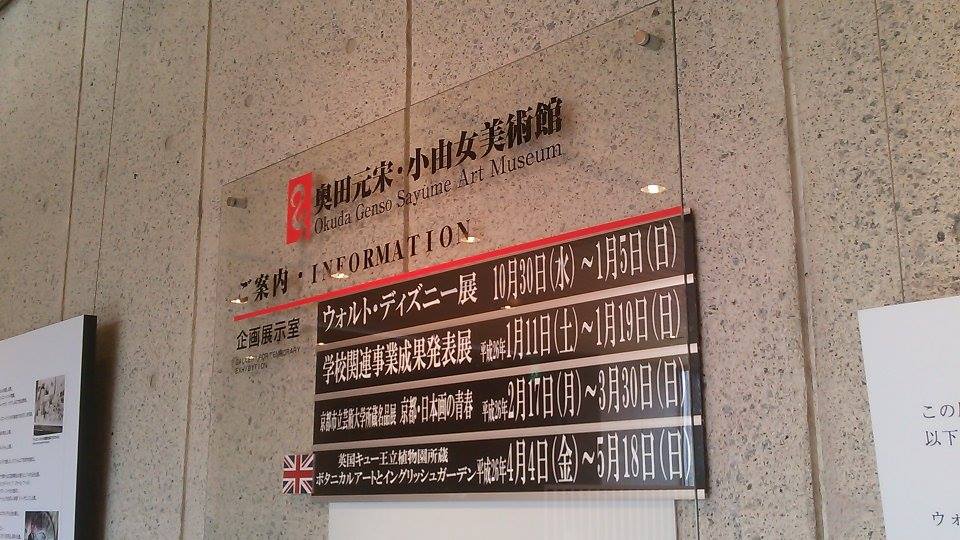 奥田元宋・小由女美術館
Okuda Genso Sayume Art Museum
ご案内・INFORMATION
企画展示室
EXHIBITION
ウォルト・ディズニー展 10月30日(水)~1月5日(日)
学校関連事業成果発表展 平成26年1月11日(土)~1月19日(日)
京都市立芸術大学所蔵名品展 京都・日本画の青春 平成26年2月17日(月)~3月30日(日)
英国キュー王立植物園所蔵
ボタニカルアートとイングリッシュガーデン 平成26年4月4日(金)~5月18日(日)
この
以下
ウォ